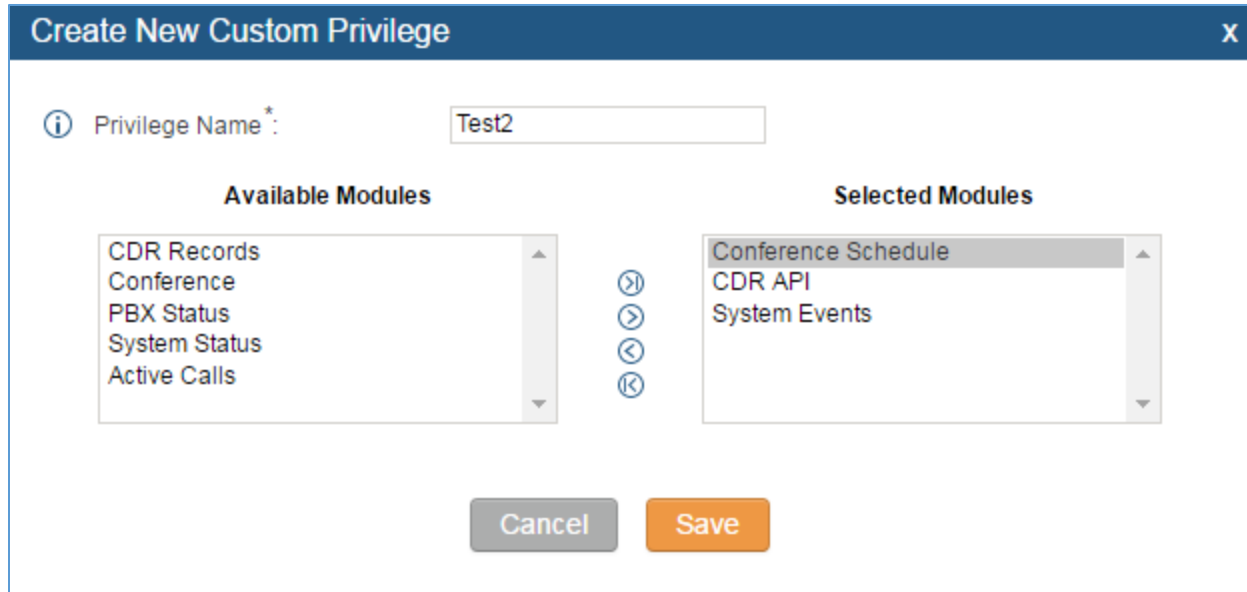 Create New Custom Privilege X
Privilege Name*: Test2
Available Modules Selected Modules
CDR Records
Conference
PBX Status
System Status
Active Calls
Conference Schedule
CDR API
System Events
Cancel Save